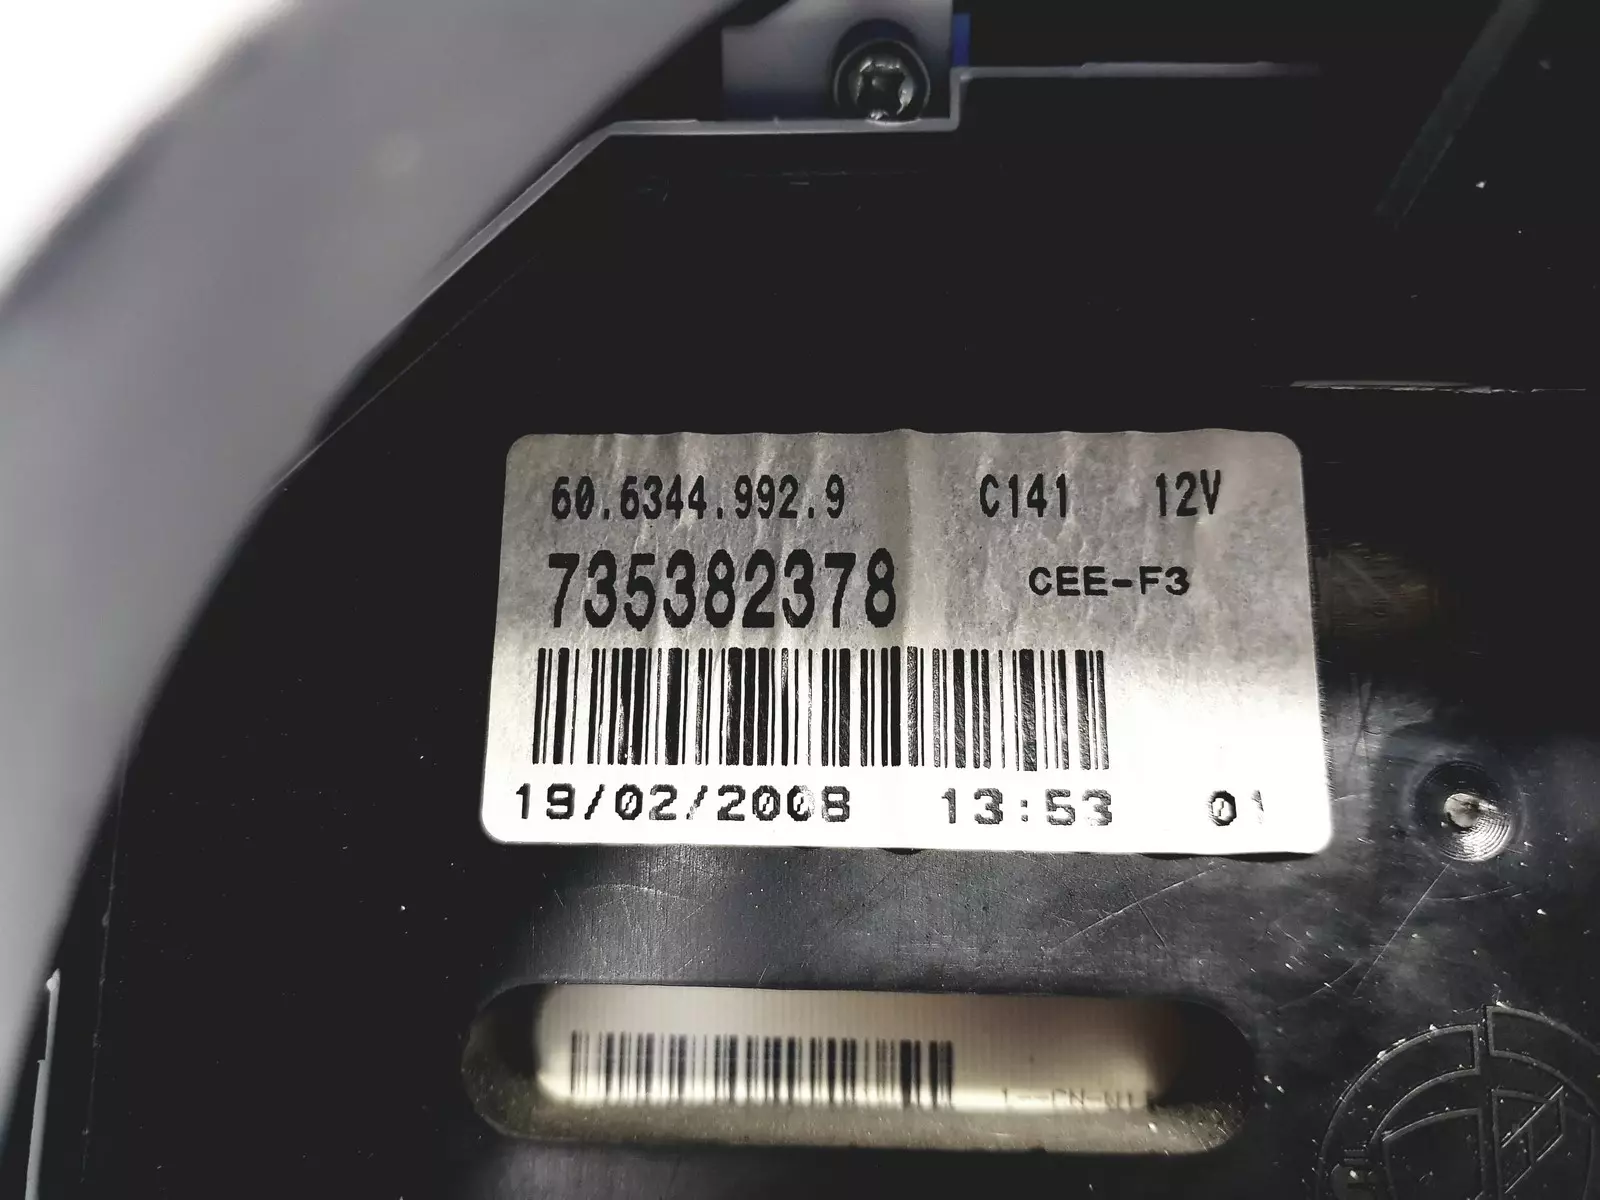 60.6344.992.9 C141 12V
735382378 CEE-F3
19/02/2008 13:53 01